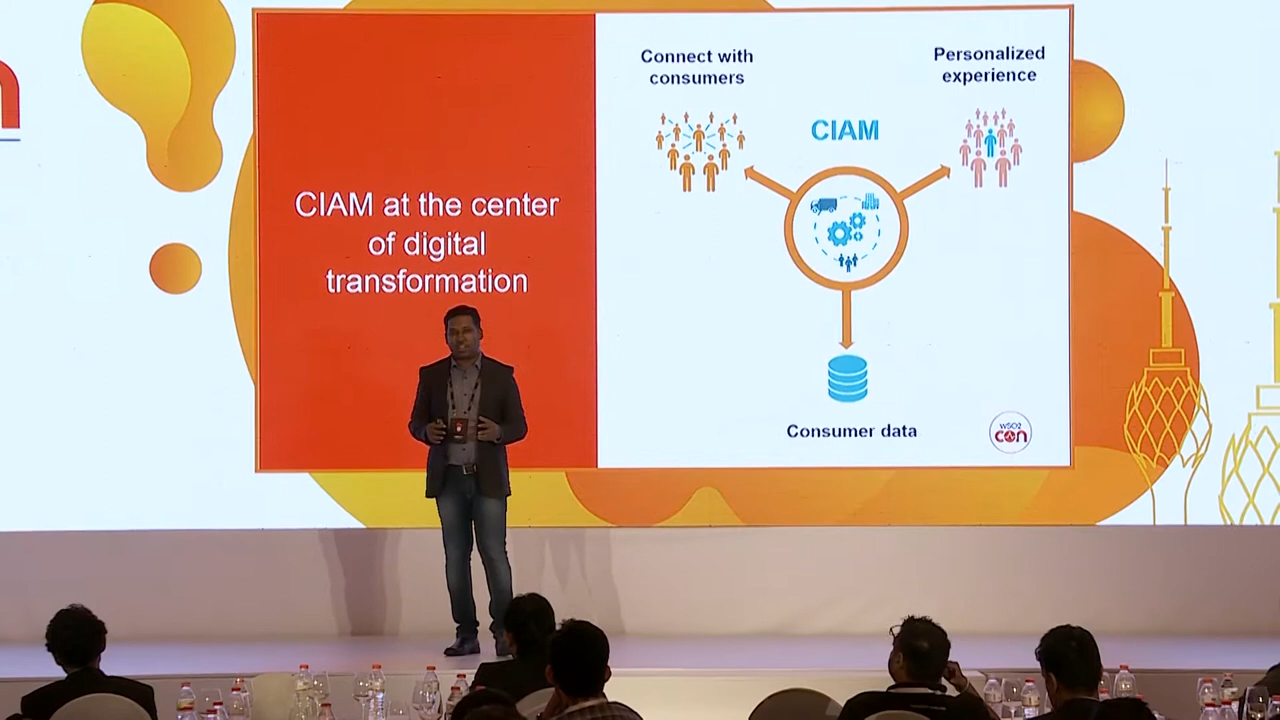 CIAM at the center
of digital
transformation
Connect with
consumers
Personalized
experience
CIAM
Consumer data
WSO2
con